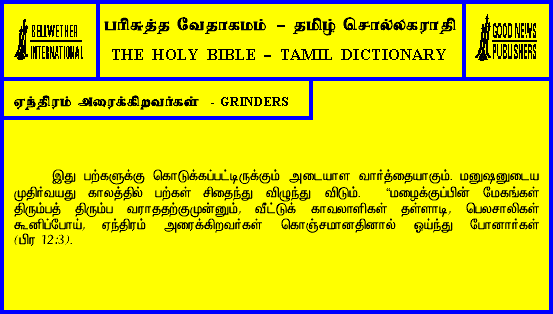 BELLWETHER
INTERNATIONAL
பரிசுத்த வேதாகமம் – தமிழ் சொல்லகராதி
THE HOLY BIBLE – TAMIL DICTIONARY
GOOD NEWS
PUBLISHERS
ஏந்திரம் அரைக்கிறவர்கள் - GRINDERS
இது பற்களுக்கு கொடுக்கப்பட்டிருக்கும் அடையாள வார்த்தையாகும். மனுஷனுடைய
முதிர்வயது காலத்தில் பற்கள் சிதைந்து விழுந்து விடும். “மழைக்குப்பின் மேகங்கள்
திரும்பத் திரும்ப வராததற்குமுன்னும், வீட்டுக் காவலாளிகள் தள்ளாடி, பெலசாலிகள்
கூனிப்போய், ஏந்திரம் அரைக்கிறவர்கள் கொஞ்சமானதினால் ஓய்ந்து போனார்கள்
(பிர 12:3).